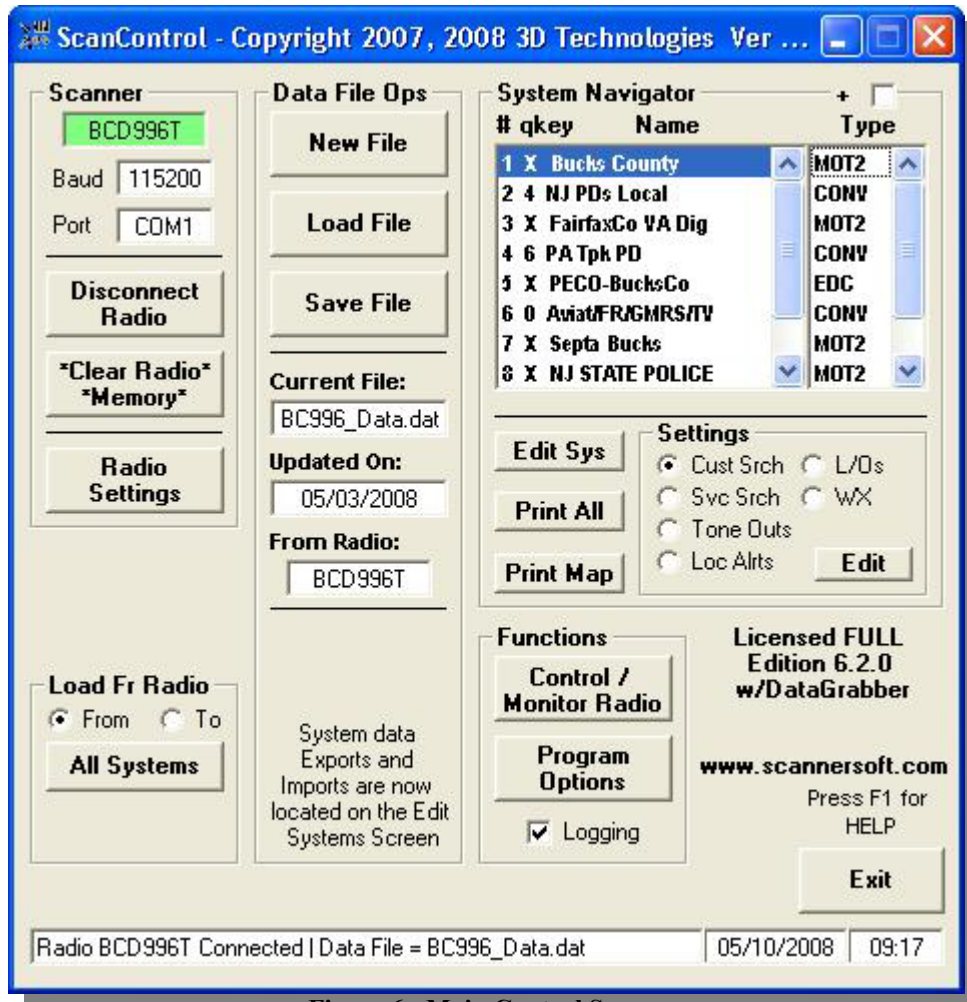 ScanControl - Copyright 2007, 2008 3D Technologies Ver ...
Scanner
BCD996T
Baud 115200
Port COM1
Disconnect
Radio
*Clear Radio*
*Memory*
Radio
Settings
Load Fr Radio
From To
All Systems
Data File Ops
New File
Load File
Save File
Current File:
BC996_Data.dat
Updated On:
05/03/2008
From Radio:
BCD996T
System data
Exports and
Imports are now
located on the Edit
Systems Screen
System Navigator +
# qkey Name Type
1 X Bucks County MOT2
2 4 NJ PDs Local CONV
3 X FairfaxCo VA Dig MOT2
4 6 PA Tpk PD CONV
5 X PECO-BucksCo EDC
6 0 Aviat/FR/GMRS/TV CONV
7 X Septa Bucks MOT2
8 X NJ STATE POLICE MOT2
Edit Sys
Print All
Print Map
Settings
Cust Srch L/Os
Svc Srch WX
Tone Outs
Loc Alrts Edit
Functions
Control /
Monitor Radio
Program
Options
Logging
Licensed FULL
Edition 6.2.0
w/DataGrabber
www.scannersoft.com
Press F1 for
HELP
Exit
Radio BCD996T Connected | Data File = BC996_Data.dat 05/10/2008 09:17